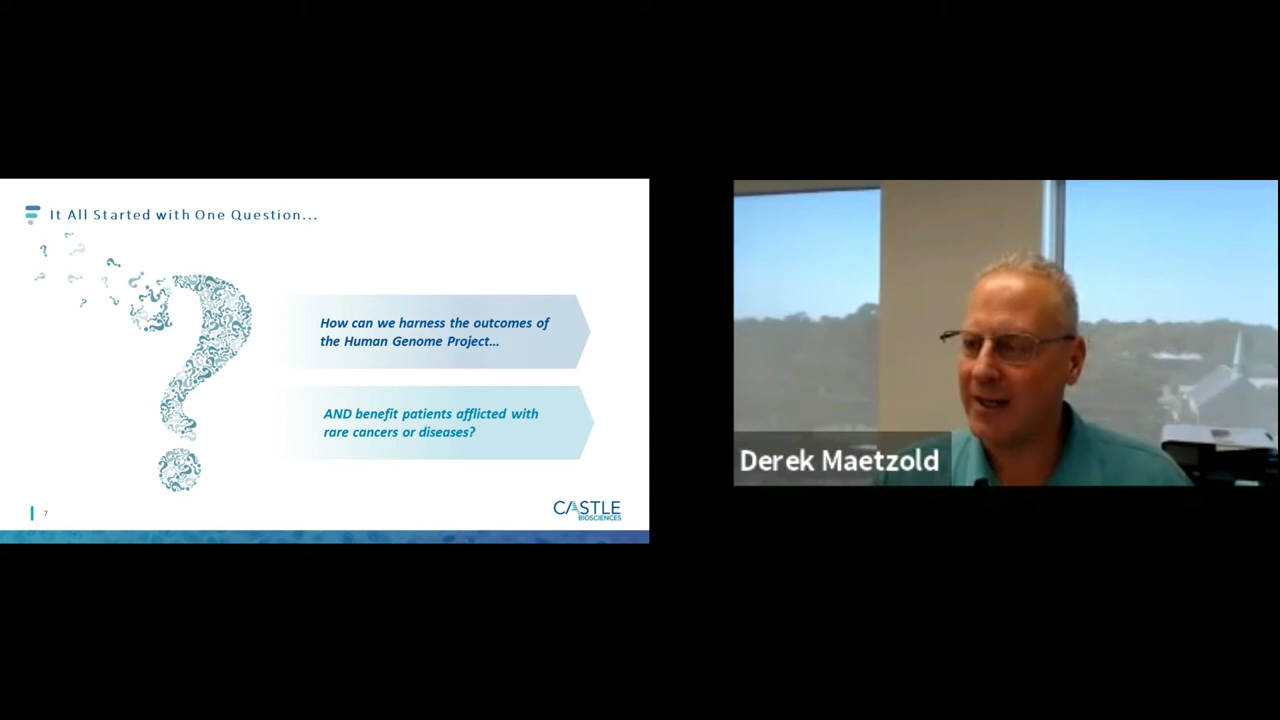 It All Started with One Question...
How can we harness the outcomes of
the Human Genome Project...
AND benefit patients afflicted with
rare cancers or diseases?
7
CASTLE
BIOSCIENCES
Derek Maetzold